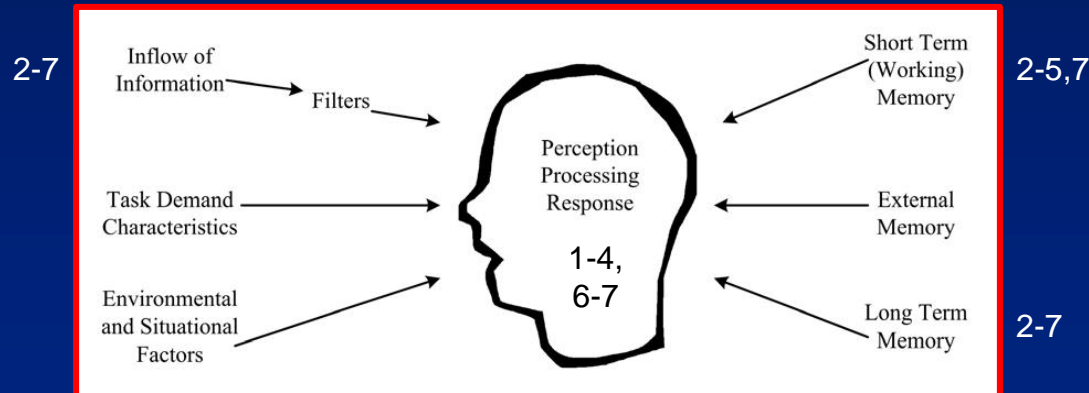 2-7
Inflow of
Information
Filters
Task Demand
Characteristics
Environmental
and Situational
Factors
Perception
Processing
Response
1-4,
6-7
Short Term
(Working)
Memory
2-5,7
External
Memory
Long Term
Memory
2-7